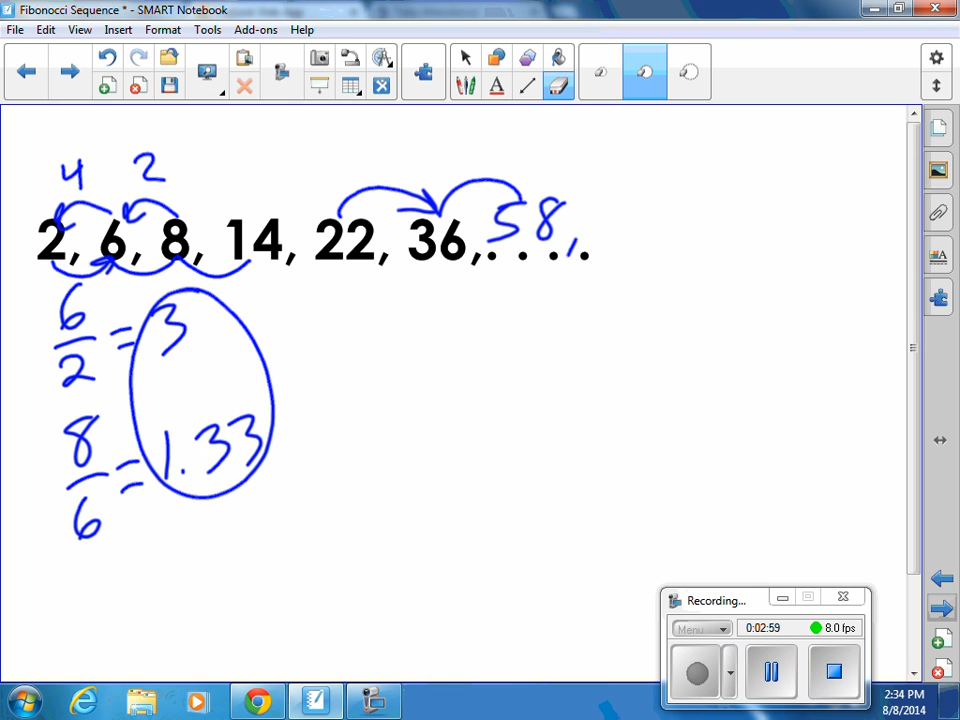 Fibonocci Sequence * - SMART Notebook
File Edit View Insert Format Tools Add-ons Help
4 2
2, 6, 8, 14, 22, 36, 58, . . . .
6/2 = 3
8/6 = 1.33
Recording...
Menu 0:02:59 8.0 fps
2:34 PM
8/8/2014